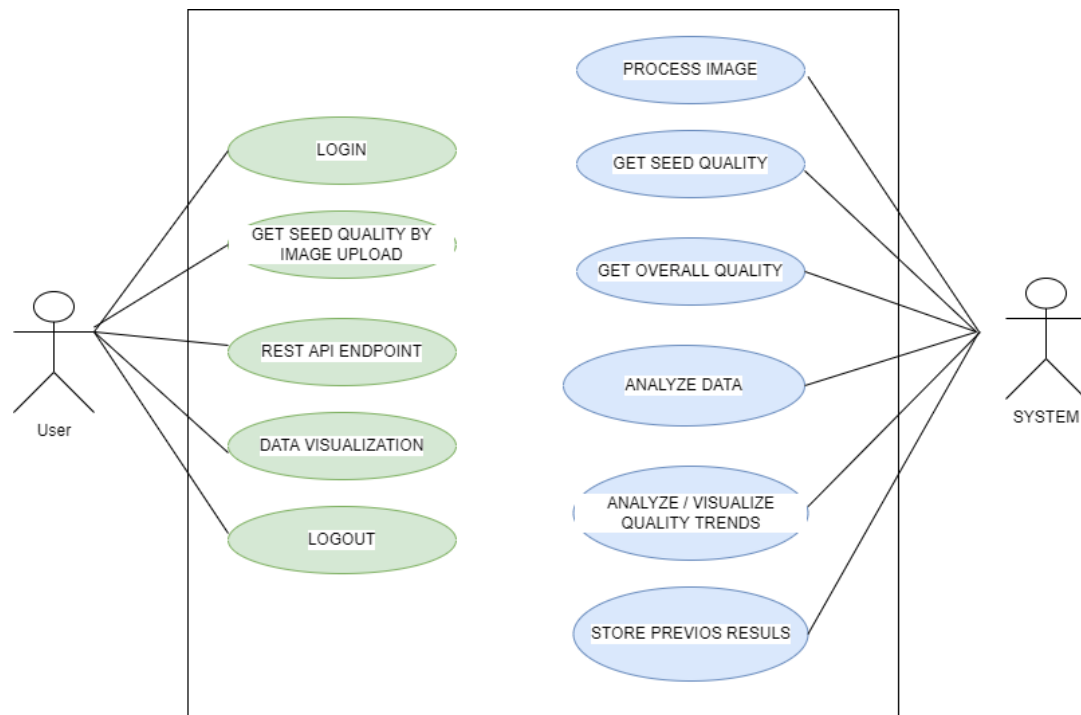 PROCESS IMAGE
LOGIN
GET SEED QUALITY
GET SEED QUALITY BY
IMAGE UPLOAD
GET OVERALL QUALITY
REST API ENDPOINT
ANALYZE DATA
User
SYSTEM
DATA VISUALIZATION
ANALYZE / VISUALIZE
QUALITY TRENDS
LOGOUT
STORE PREVIOS RESULS